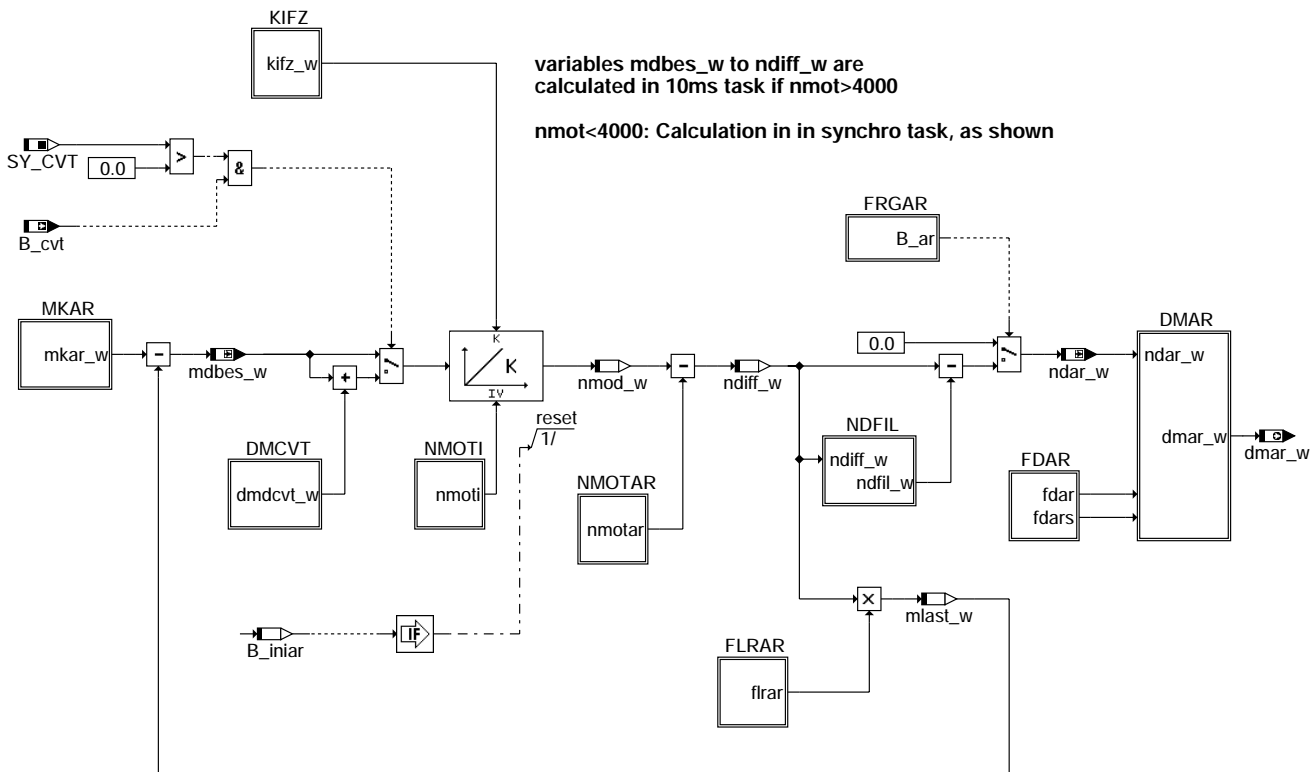 KIFZ
kifz_w
variables mdbes_w to ndiff_w are
calculated in 10ms task if nmot>4000
nmot<4000: Calculation in in synchro task, as shown
SY_CVT
0.0
>
&
B_cvt
FRGAR
B_ar
MKAR
mkar_w
-
mdbes_w
+
K
K
IV
nmod_w
-
ndiff_w
0.0
-
ndar_w
DMAR
ndar_w
dmar_w
dmar_w
reset
1/
DMCVT
dmdcvt_w
NMOTI
nmoti
NMOTAR
nmotar
NDFIL
ndiff_w
ndfil_w
FDAR
fdar
fdars
B_iniar
IF
×
mlast_w
FLRAR
flrar